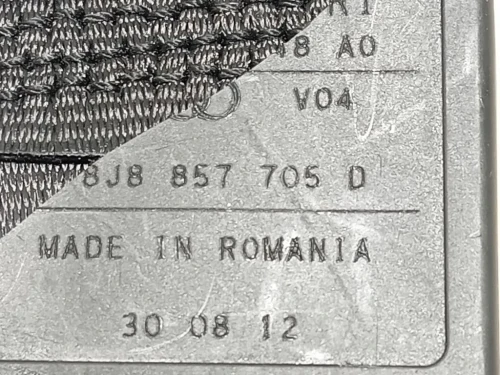 18 A0
V04
8J8 857 705 D
MADE IN ROMANIA
30 08 12